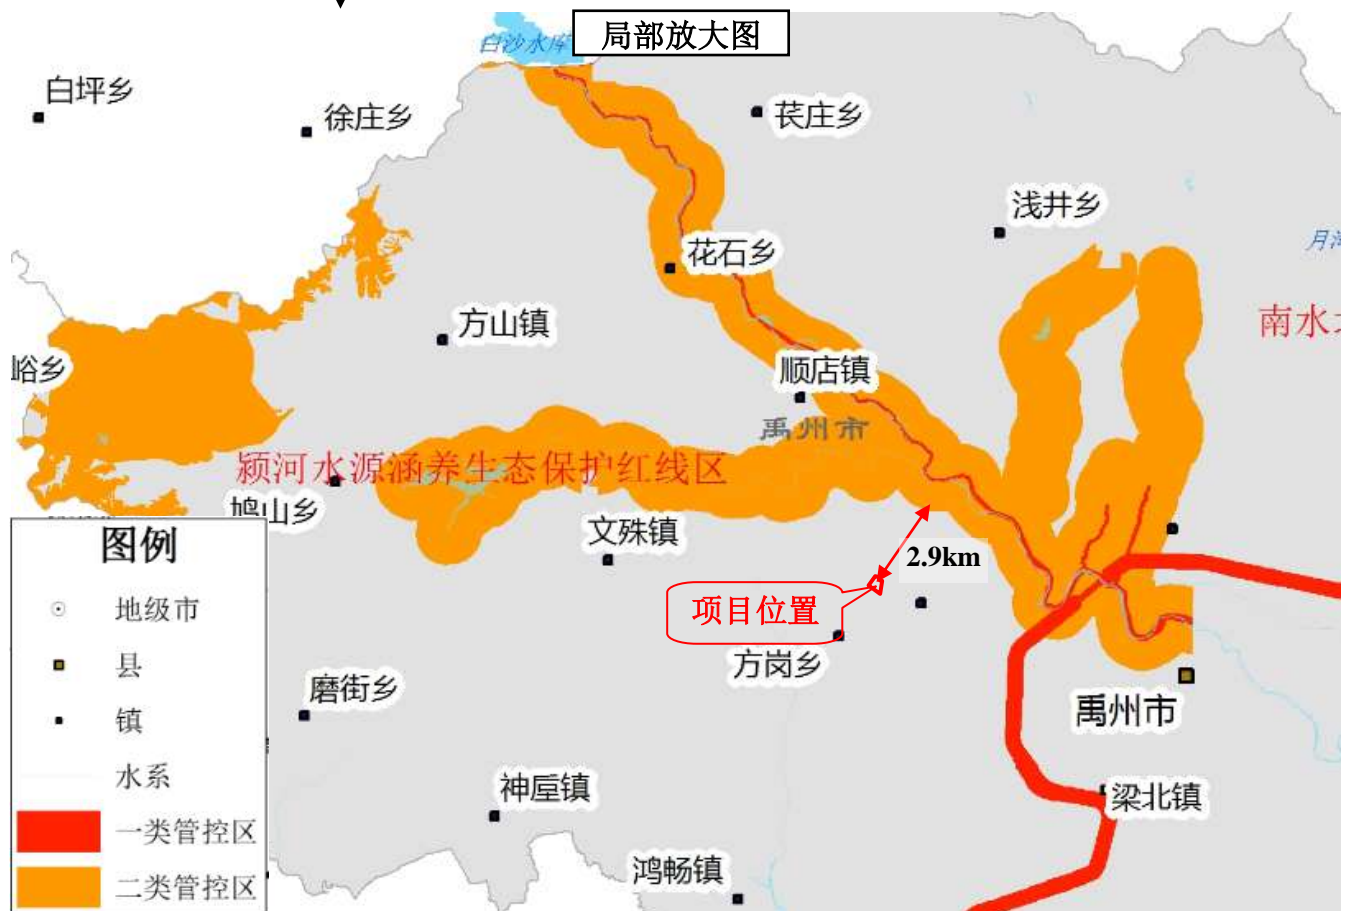 局部放大图
白沙水库
白坪乡
徐庄乡
苌庄乡
浅井乡
花石乡
方山镇
南水北
峪乡
顺店镇
禹州市
颍河水源涵养生态保护红线区
鸠山乡
文殊镇
2.9km
项目位置
方岗乡
磨街乡
禹州市
神垕镇
梁北镇
鸿畅镇
图例
地级市
县
镇
水系
一类管控区
二类管控区